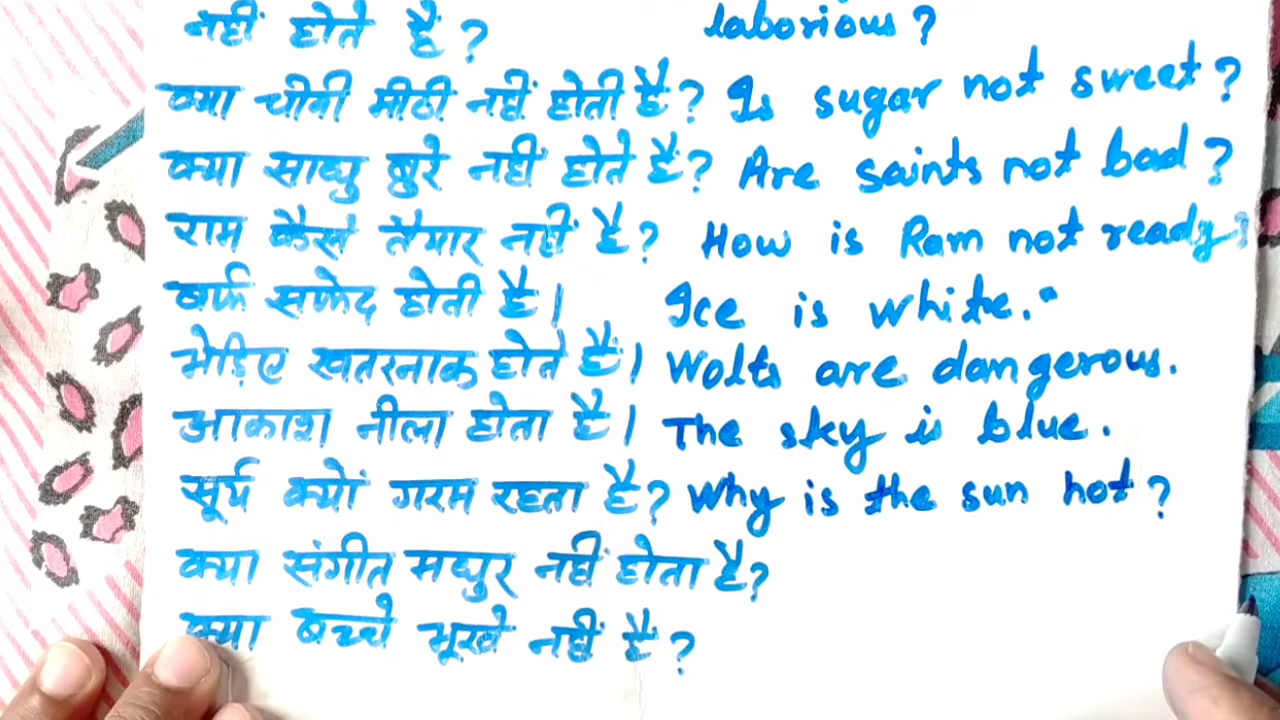 नहीं होते हैं? laborious?
क्या चीनी मीठी नहीं होती है? Is sugar not sweet?
क्या साधु बुरे नहीं होते है? Are saints not bad?
राम कैसे तैयार नहीं है? How is Ram not ready?
बर्फ सफेद होती है। Ice is white.
भेड़िए खतरनाक होते हैं। Wolts are dangerous.
आकाश नीला होता है। The sky is blue.
सूर्य क्यों गरम रहता है? Why is the sun hot?
क्या संगीत मधुर नहीं होता है?
क्या बच्चे भूखे नहीं है?